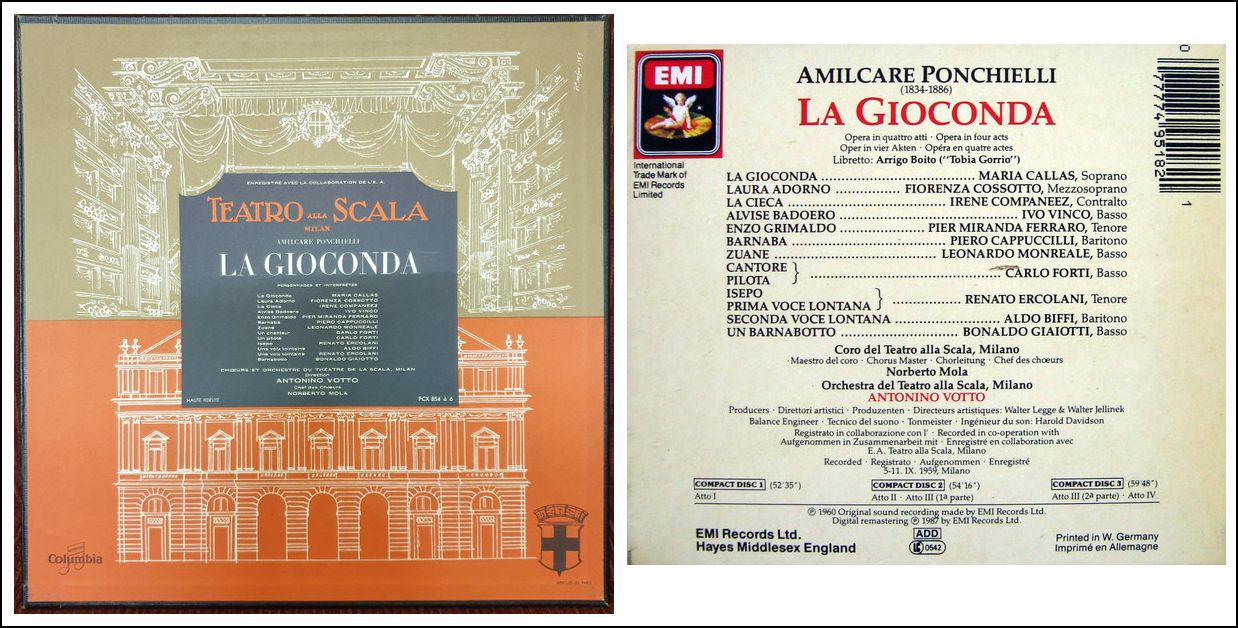 ENREGISTRÉ AVEC LA COLLABORATION DE L'E. A.
TEATRO ALLA SCALA
MILAN
AMILCARE PONCHIELLI
LA GIOCONDA
PERSONNAGES ET INTERPRÈTES
La Gioconda MARIA CALLAS
Laura Adorno FIORENZA COSSOTTO
La Cieca IRENE COMPANEEZ
Alvise Badoero IVO VINCO
Enzo Grimaldo PIER MIRANDA FERRARO
Barnaba PIERO CAPPUCCILLI
Zuane LEONARDO MONREALE
Un chanteur CARLO FORTI
Un pilote CARLO FORTI
Isepo RENATO ERCOLANI
Une voix lointaine ALDO BIFFI
Une voix lointaine RENATO ERCOLANI
Barnabotto BONALDO GIAIOTTO
CHŒURS ET ORCHESTRE DU THÉATRE DE LA SCALA, MILAN
Direction
ANTONINO VOTTO
Chef des Chœurs
NORBERTO MOLA
HAUTE FIDÉLITÉ
FCX 854 à 6
Columbia
EMI
International
Trade Mark of
EMI Records
Limited
AMILCARE PONCHIELLI
(1834-1886)
LA GIOCONDA
Opera in quattro atti · Opera in four acts
Oper in vier Akten · Opéra en quatre actes
Libretto: Arrigo Boito ("Tobia Gorrio")
LA GIOCONDA ........ MARIA CALLAS, Soprano
LAURA ADORNO ........ FIORENZA COSSOTTO, Mezzosoprano
LA CIECA ........ IRENE COMPANEEZ, Contralto
ALVISE BADOERO ........ IVO VINCO, Basso
ENZO GRIMALDO ........ PIER MIRANDA FERRARO, Tenore
BARNABA ........ PIERO CAPPUCCILLI, Baritono
ZUANE ........ LEONARDO MONREALE, Basso
CANTORE
PILOTA } ........ CARLO FORTI, Basso
ISEPO
PRIMA VOCE LONTANA } ........ RENATO ERCOLANI, Tenore
SECONDA VOCE LONTANA ........ ALDO BIFFI, Baritono
UN BARNABOTTO ........ BONALDO GIAIOTTI, Basso
Coro del Teatro alla Scala, Milano
·Maestro del coro · Chorus Master · Chorleitung · Chef des chœurs
Norberto Mola
Orchestra del Teatro alla Scala, Milano
ANTONINO VOTTO
Producers · Direttori artistici · Produzenten · Directeurs artistiques: Walter Legge & Walter Jellinek
Balance Engineer · Tecnico del suono · Tonmeister · Ingénieur du son: Harold Davidson
Registrato in collaborazione con l' · Recorded in co-operation with
Aufgenommen in Zusammenarbeit mit · Enregistré en collaboration avec
E.A. Teatro alla Scala, Milano
Recorded · Registrato · Aufgenommen · Enregistré
5-11. IX. 1959, Milano
COMPACT DISC 1 (52'35")
Atto I
COMPACT DISC 2 (54'16")
Atto II · Atto III (1ª parte)
COMPACT DISC 3 (59'48")
Atto III (2ª parte) · Atto IV
℗ 1960 Original sound recording made by EMI Records Ltd.
Digital remastering ℗ 1987 by EMI Records Ltd.
EMI Records Ltd.
Hayes Middlesex England
ADD
LC 0542
Printed in W. Germany
Imprimé en Allemagne
0 77774 95182 1